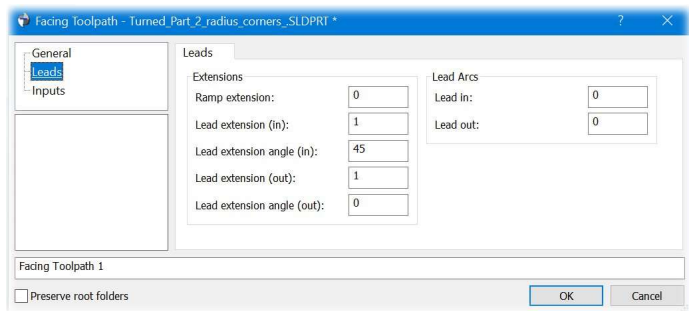 Facing Toolpath - Turned_Part_2_radius_corners_.SLDPRT * ?
General
Leads
Inputs
Leads
Extensions
Ramp extension: 0
Lead extension (in): 1
Lead extension angle (in): 45
Lead extension (out): 1
Lead extension angle (out): 0
Lead Arcs
Lead in: 0
Lead out: 0
Facing Toolpath 1
Preserve root folders
OK
Cancel